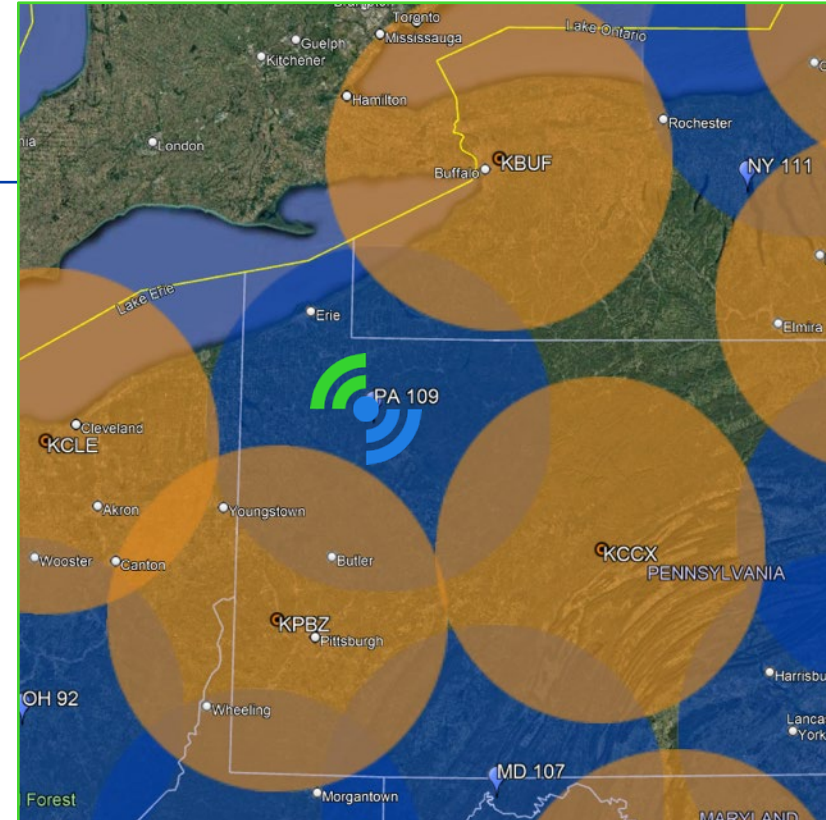 Toronto
Mississauga
Lake Ontario
Guelph
Kitchener
Hamilton
London
Rochester
Buffalo
KBUF
NY 111
Lake Erie
Erie
Elmira
PA 109
Cleveland
KCLE
Akron
Youngstown
Wooster
Canton
Butler
KCCX
PENNSYLVANIA
KPBZ
Pittsburgh
Harrisbu
OH 92
Wheeling
Lanca
York
MD 107
Forest
Morgantown
MARYLAND